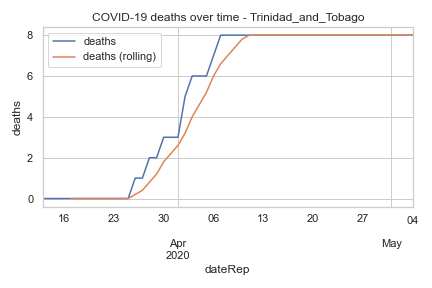 COVID-19 deaths over time - Trinidad_and_Tobago
deaths
deaths (rolling)
8
6
4
2
0
deaths
16 23 30 06 13 20 27 04
Apr May
2020
dateRep